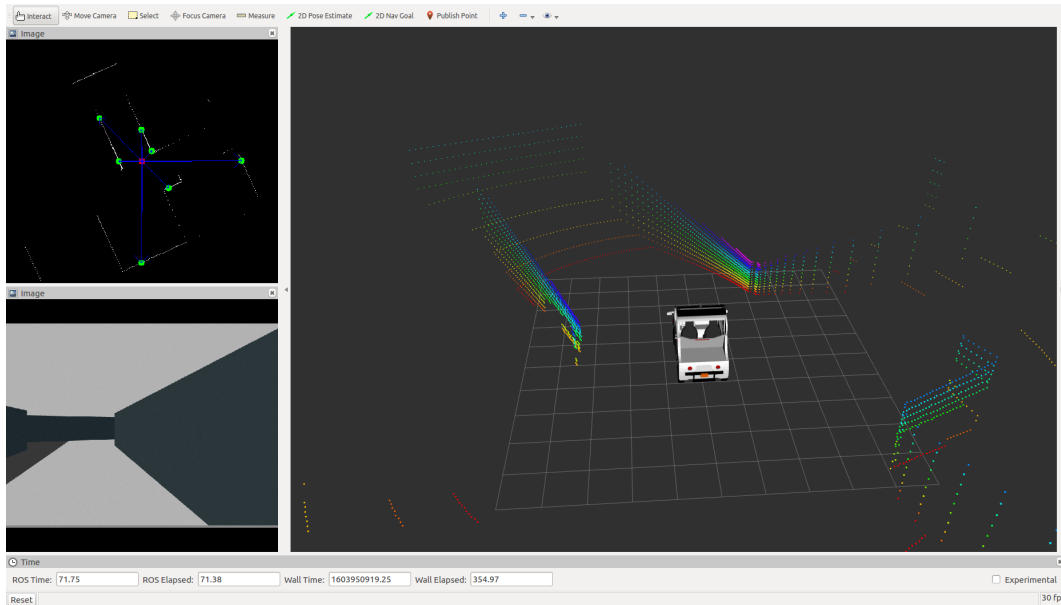 Interact Move Camera Select Focus Camera Measure 2D Pose Estimate 2D Nav Goal Publish Point
Image
Image
Time
ROS Time: 71.75 ROS Elapsed: 71.38 Wall Time: 1603950919.25 Wall Elapsed: 354.97 Experimental
Reset 30 fp